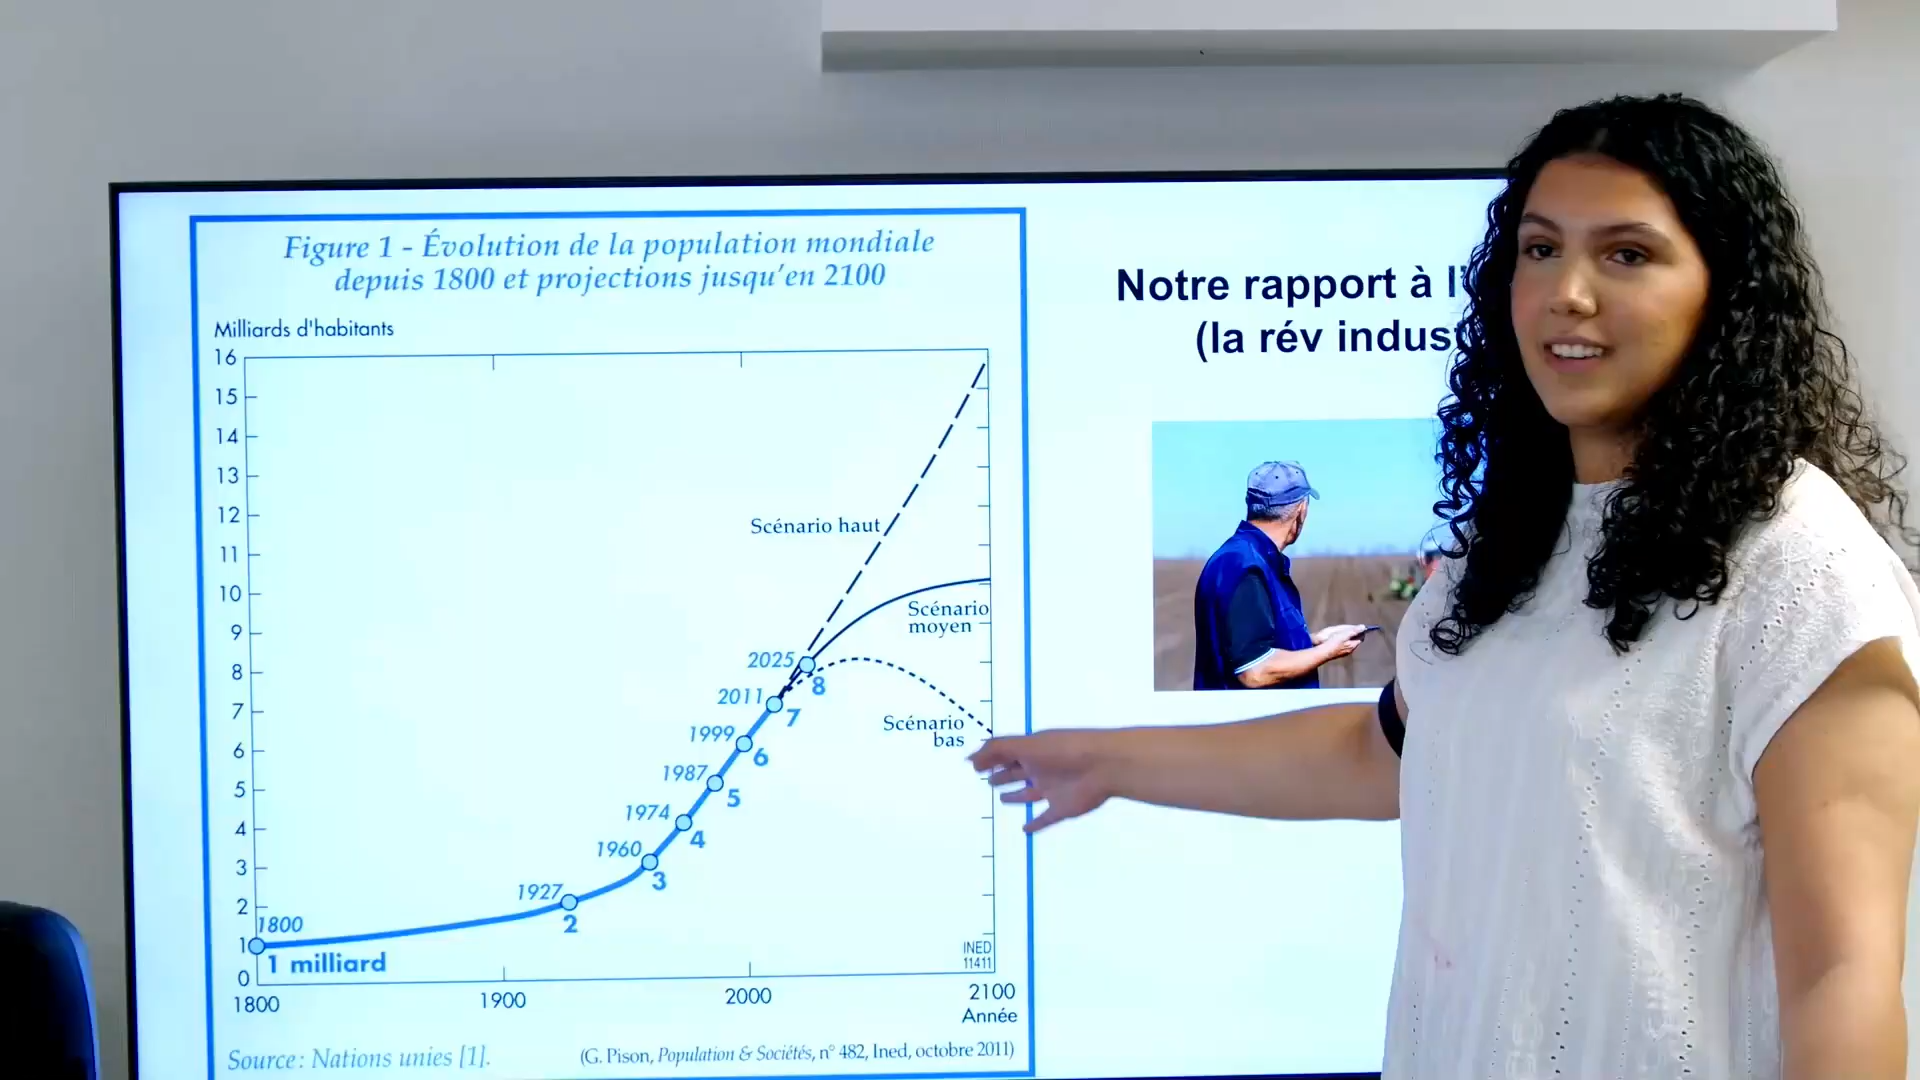 Figure 1 - Évolution de la population mondiale
depuis 1800 et projections jusqu'en 2100
Milliards d'habitants
16
15
14
13
12
11
10
9
8
7
6
5
4
3
2
1
0
1800
1 milliard
1927
2
1960
3
1974
4
1987
5
1999
6
2011
7
2025
8
Scénario haut
Scénario
moyen
Scénario
bas
INED
11411
1800
1900
2000
2100
Année
Source : Nations unies [1].
(G. Pison, Population & Sociétés, n° 482, Ined, octobre 2011)
Notre rapport à
(la rév